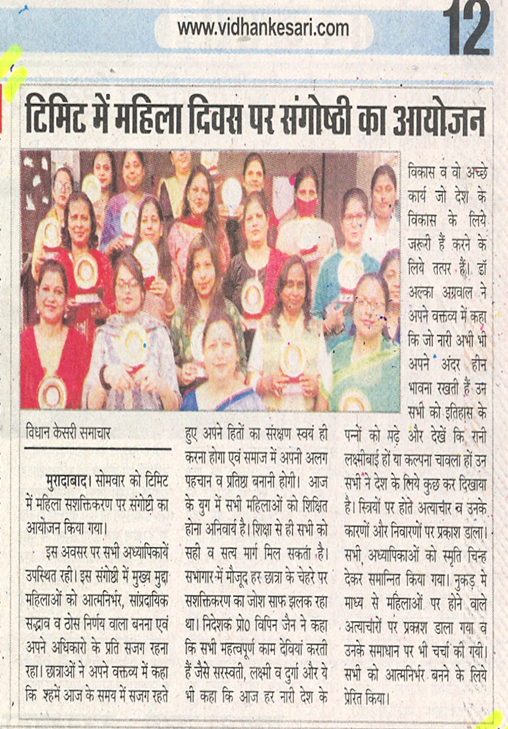 www.vidhankesari.com
12
टिमिट में महिला दिवस पर संगोष्ठी का आयोजन
विधान केसरी समाचार
मुरादाबाद। सोमवार को टिमिट
में महिला सशक्तिकरण पर संगोष्टी का
आयोजन किया गया।
इस अवसर पर सभी अध्यापिकायें
उपस्थित रही। इस संगोष्ठी में मुख्य मुद्दा
महिलाओं को आत्मनिर्भर, सांप्रदायिक
सद्भाव व ठोस निर्णय वाला बनना एवं
अपने अधिकारो के प्रति सजग रहना
रहा। छात्राओं ने अपने वक्तव्य में कहा
कि श्हमें आज के समय में सजग रहते
हुए अपने हितों का संरक्षण स्वयं ही
करना होगा एवं समाज में अपनी अलग
पहचान व प्रतिष्ठा बनानी होगी। आज
के युग में सभी महिलाओं को शिक्षित
होना अनिवार्य है। शिक्षा से ही सभी को
सही व सत्य मार्ग मिल सकता है।
सभागार-में मौजूद हर छात्रा के चेहरे पर
सशक्तिकरण का जोश साफ झलक रहा
था। निदेशक प्रो0 विपिन जैन ने कहा
कि सभी महत्वपूर्ण काम देवियां करती
हैं जैसे सरस्वती, लक्ष्मी व दुर्गा और ये
भी कहा कि आज हर नारी देश के
विकास व वो अच्छे
कार्य जो देश के
विकास के लिये
जरूरी हैं करने के
लिये तत्पर हैं। डॉ
अल्का अग्रवाल ने
अपने वक्तव्य में कहा
कि जो नारी अभी भी
अपने अंदर हीन
भावना रखती हैं उन
सभी को इतिहास के
पन्नों को पढ़े और देखें कि रानी
लक्ष्मीबाई हों या कल्पना चावला हों उन
सभी ने देश के लिये कुछ कर दिखाया
है। स्त्रियों पर होते अत्याचार व उनके
कारणों और निवारणों पर प्रकाश डाला।
सभी अध्यापिकाओं को स्मृति चिन्ह
देकर समान्नित किया गया। नुकड़ में
माध्य से महिलाओं पर होने वाले
अत्याचारों पर प्रकाश डाला गया व
उनके समाधान पर भी चर्चा की गयी।
सभी को आत्मनिर्भर बनने के लिये
प्रेरित किया।